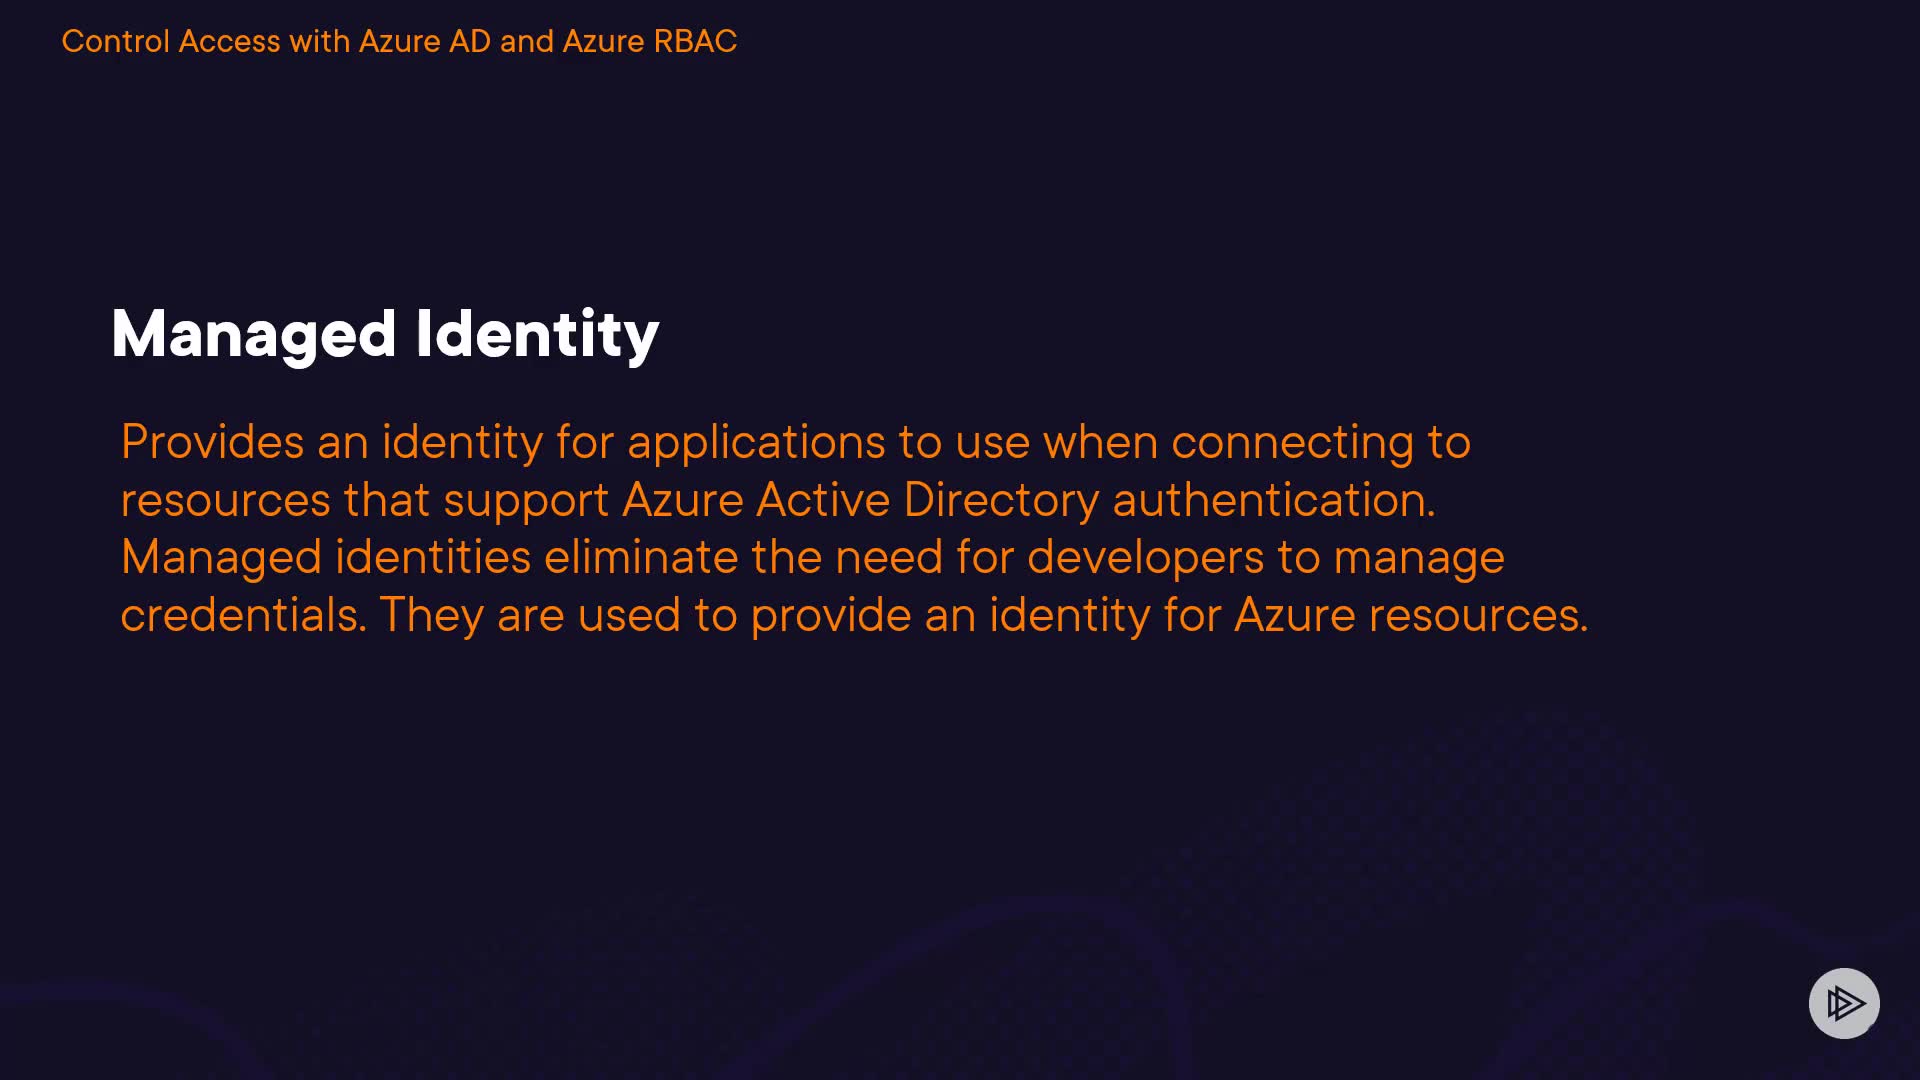 Control Access with Azure AD and Azure RBAC
Managed Identity
Provides an identity for applications to use when connecting to
resources that support Azure Active Directory authentication.
Managed identities eliminate the need for developers to manage
credentials. They are used to provide an identity for Azure resources.